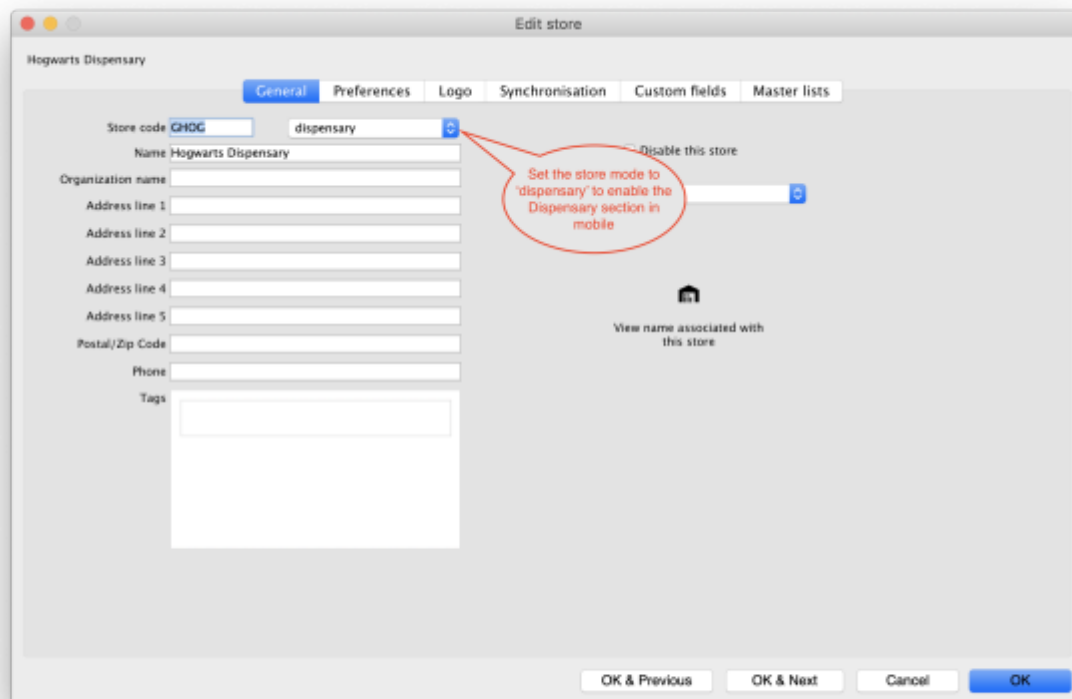 Edit store
Hogwarts Dispensary
General Preferences Logo Synchronisation Custom fields Master lists
Store code GHOG dispensary
Name Hogwarts Dispensary
Disable this store
Organization name
Set the store mode to
'dispensary' to enable the
Dispensary section in
mobile
Address line 1
Address line 2
Address line 3
Address line 4
Address line 5
View name associated with
this store
Postal/Zip Code
Phone
Tags
OK & Previous OK & Next Cancel OK